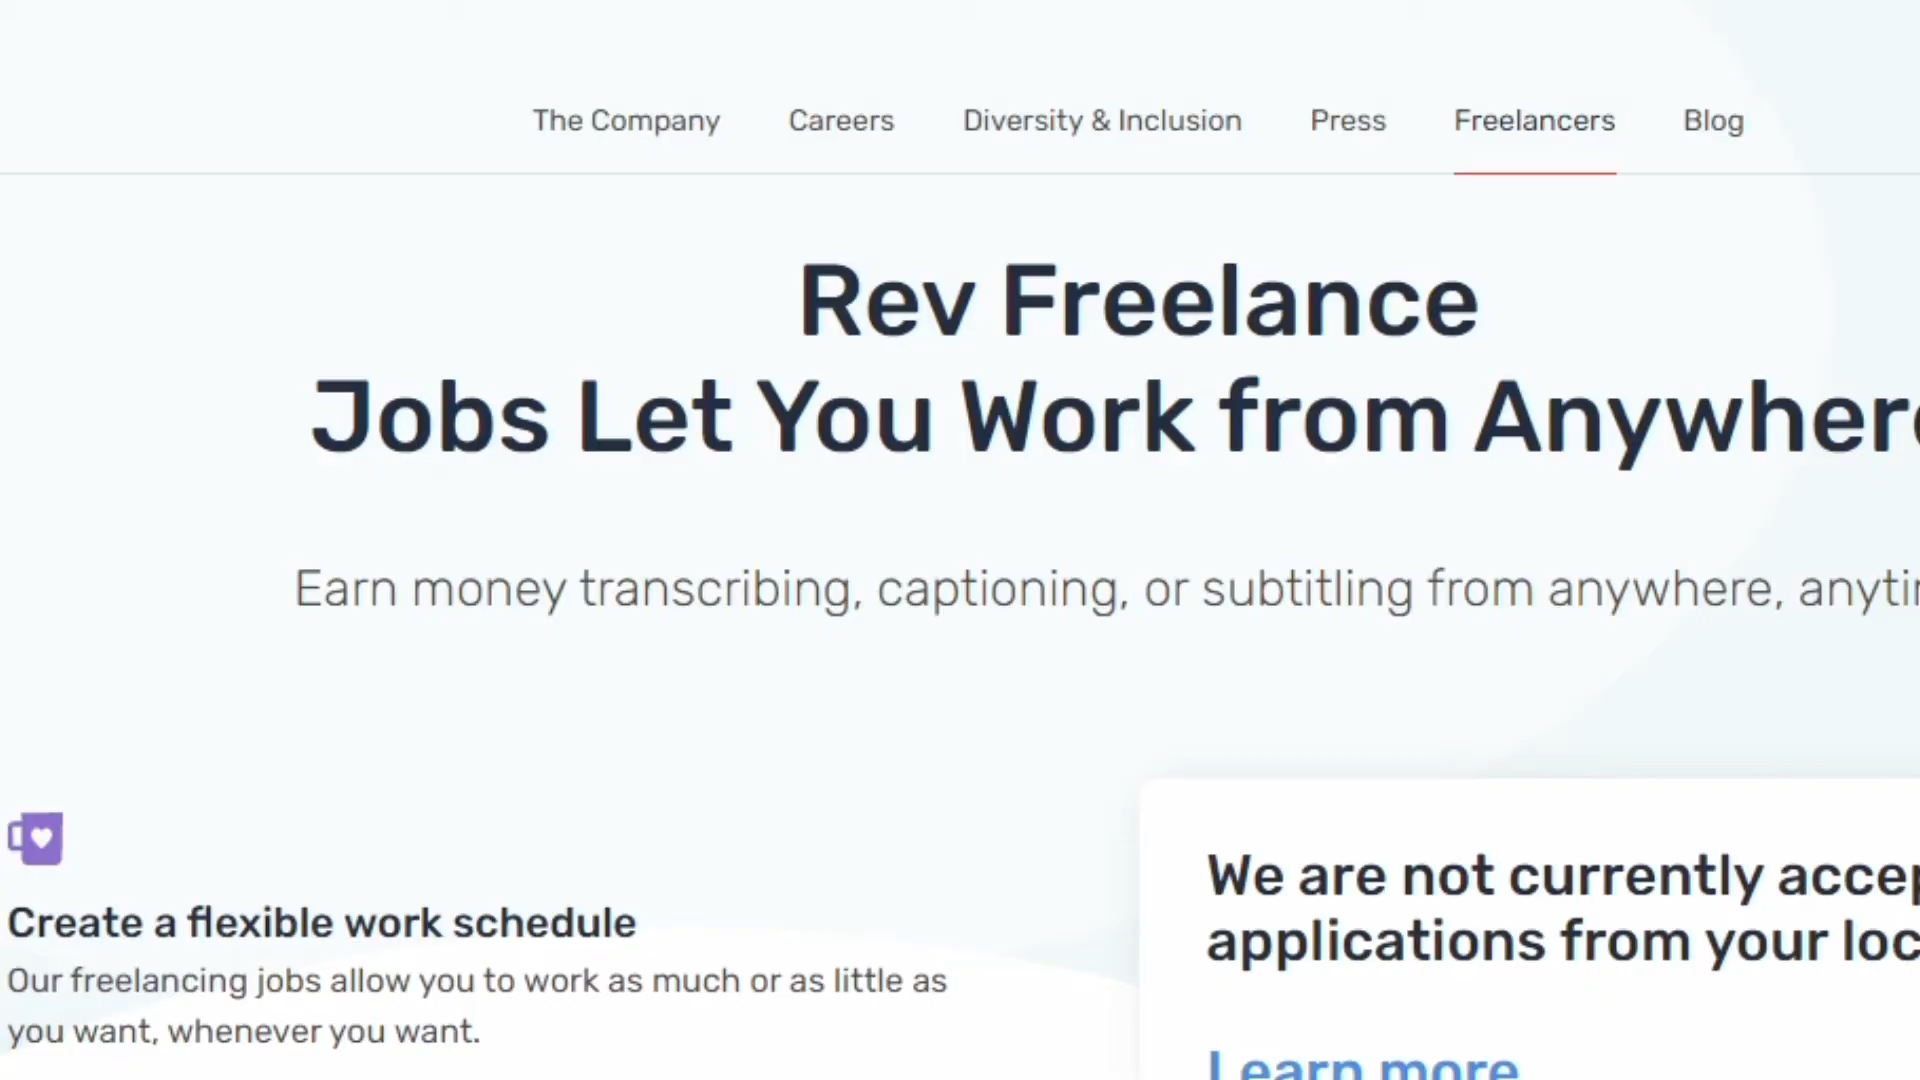 The Company Careers Diversity & Inclusion Press Freelancers Blog
Rev Freelance
Jobs Let You Work from Anywhere
Earn money transcribing, captioning, or subtitling from anywhere,
Create a flexible work schedule
Our freelancing jobs allow you to work as much or as little as
you want, whenever you want.
We are not currently
applications from your
Learn more